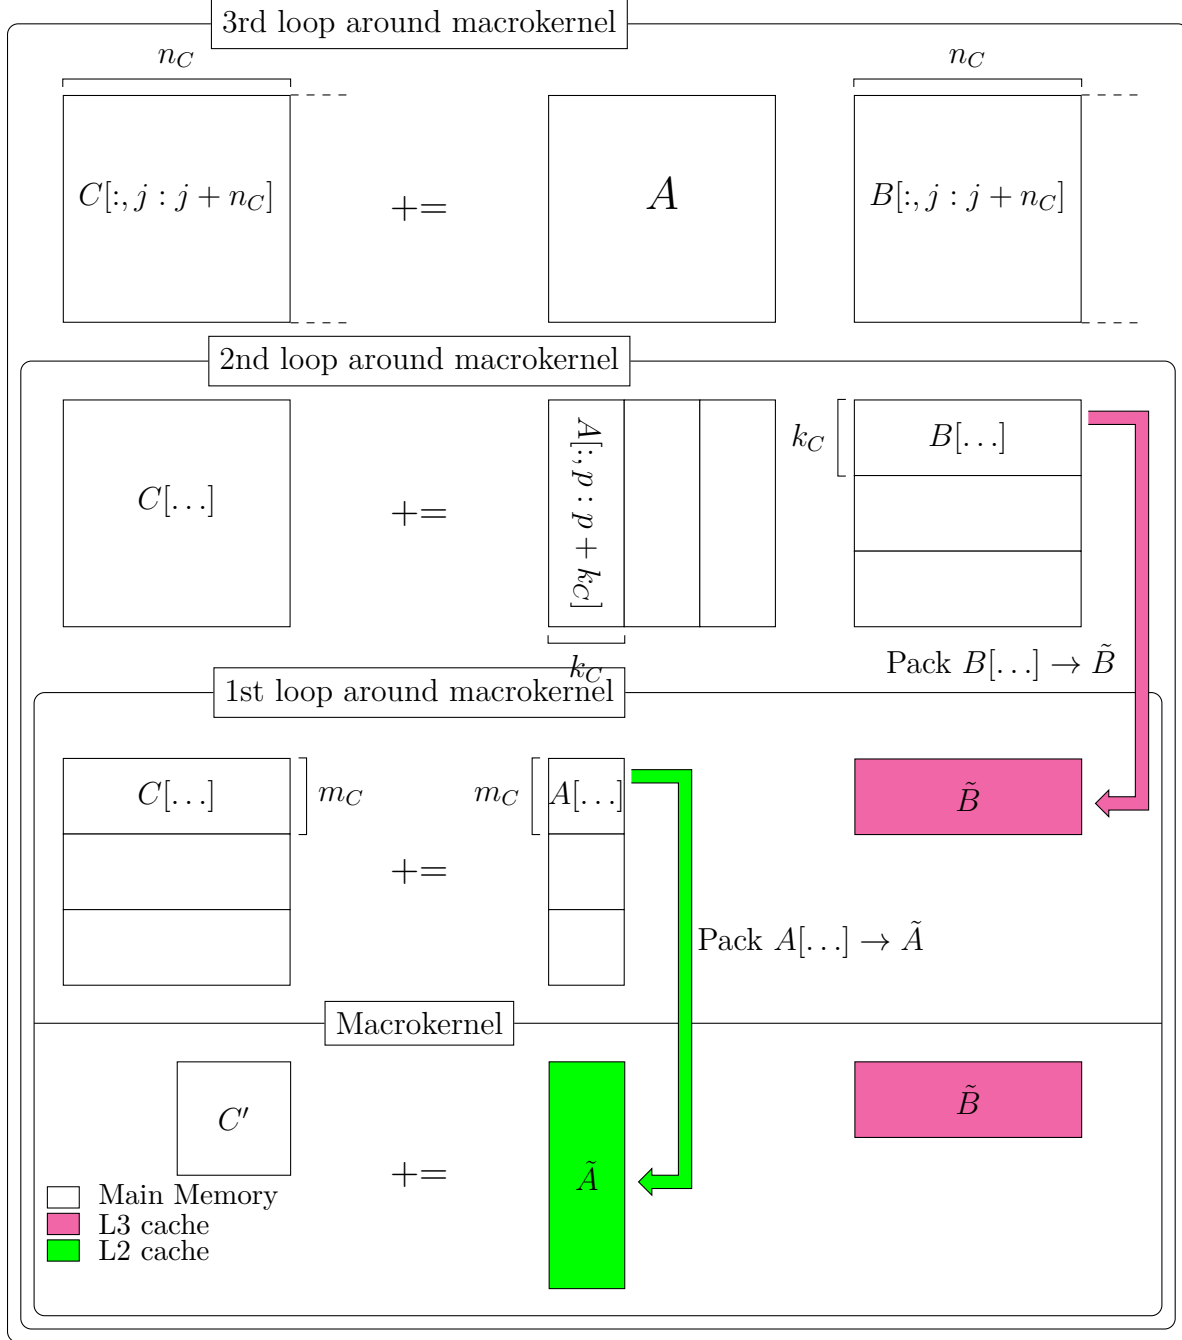 3rd loop around macrokernel
n_C
n_C
C[:, j : j + n_C]
+=
A
B[:, j : j + n_C]
2nd loop around macrokernel
C[…]
+=
A[:, p : p + k_C]
k_C
B[…]
k_C
Pack B[…] → B̃
1st loop around macrokernel
C[…]
m_C
+=
m_C
A[…]
B̃
Pack A[…] → Ã
Macrokernel
C′
+=
Ã
B̃
Main Memory
L3 cache
L2 cache